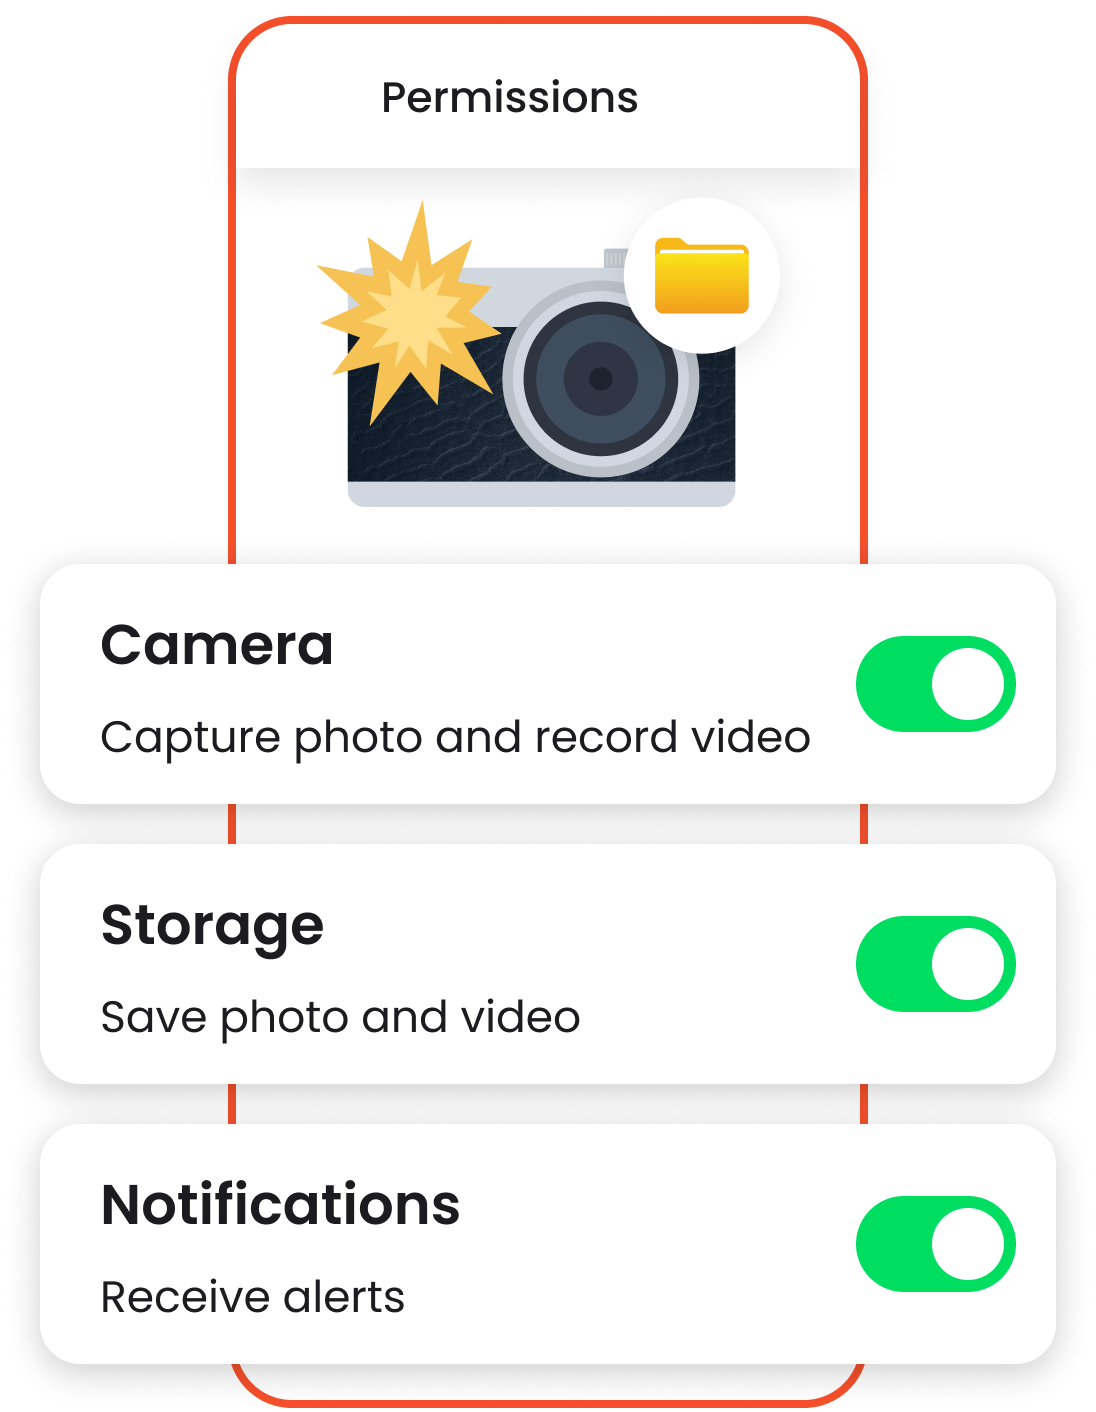 Permissions
Camera
Capture photo and record video
Storage
Save photo and video
Notifications
Receive alerts